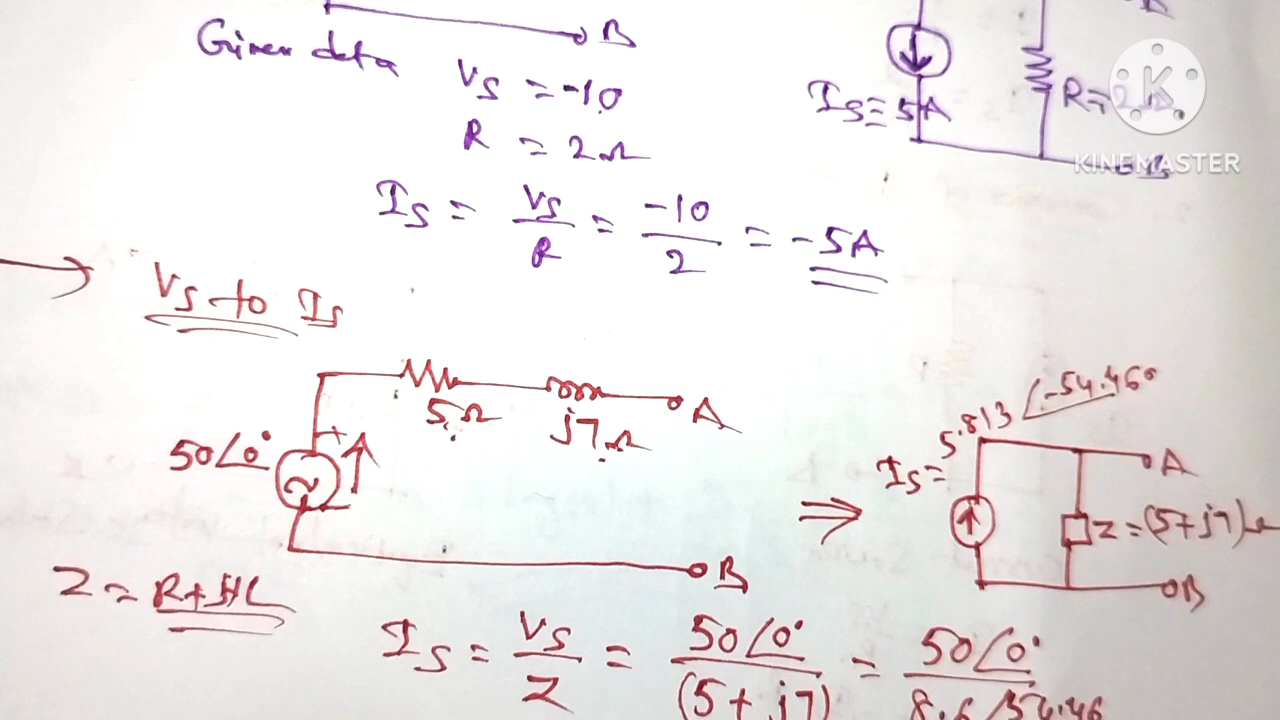 B
Given data
Vs = -10
R = 2Ω
Is = 5A
R = 2Ω
K
KINEMASTER
B
Is = Vs/R = -10/2 = -5A
Vs to Is
5Ω
j7Ω
A
50∠0°
+
-
B
Is = 5.813 ∠-54.46°
A
Z = (5+j7)Ω
B
⇒
Z = R+jXL
Is = Vs/Z = 50∠0°/(5+j7) = 50∠0°/8.6∠54.46